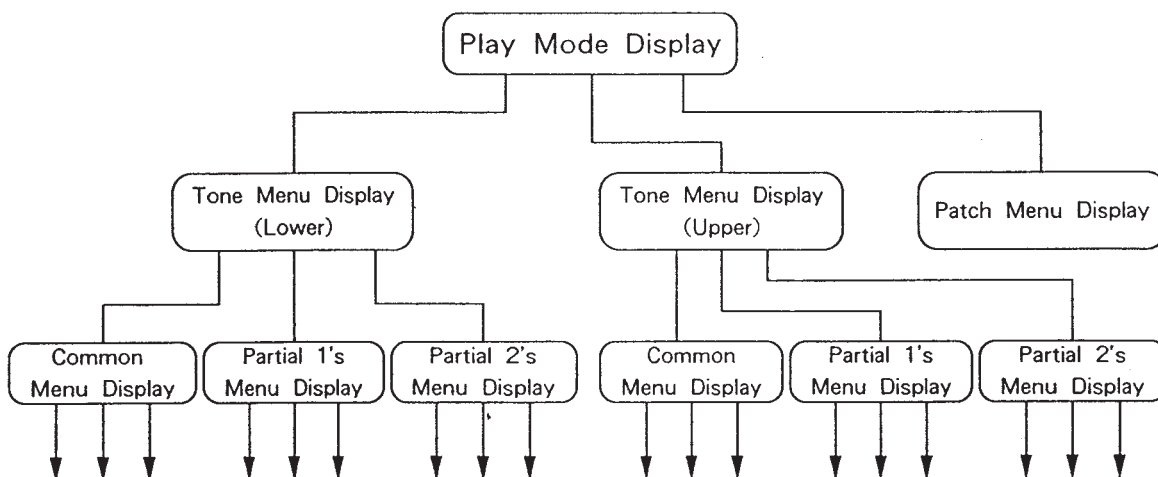 Play Mode Display
Tone Menu Display
(Lower)
Tone Menu Display
(Upper)
Patch Menu Display
Common
Menu Display
Partial 1's
Menu Display
Partial 2's
Menu Display
Common
Menu Display
Partial 1's
Menu Display
Partial 2's
Menu Display